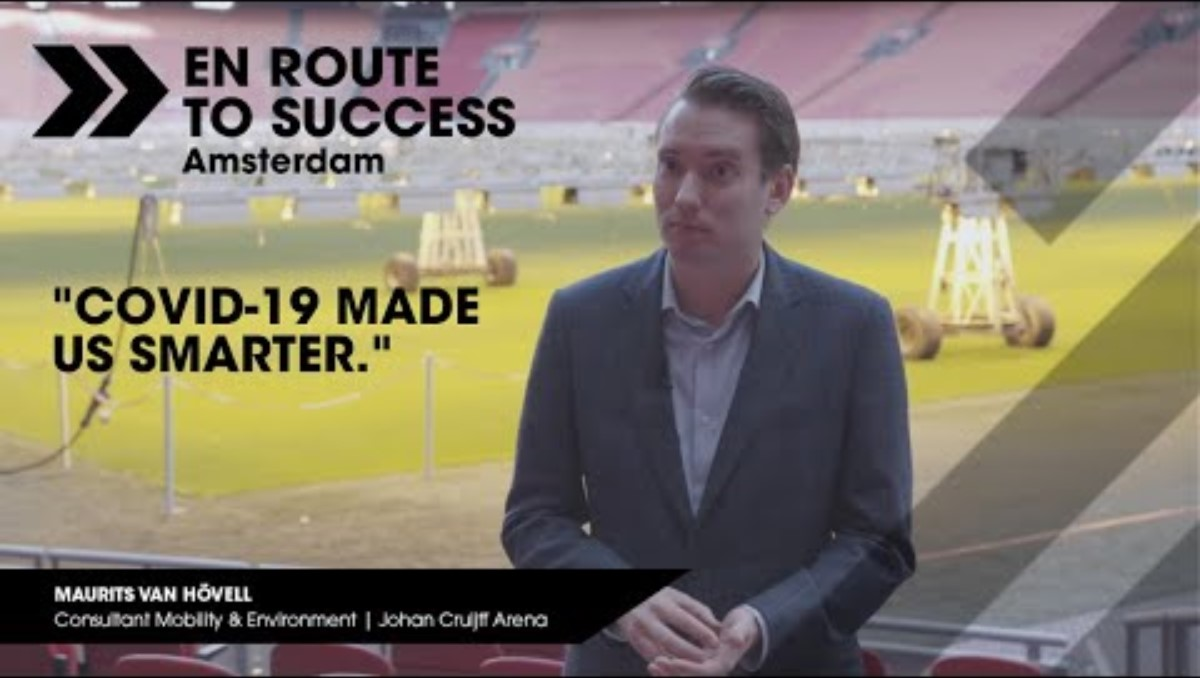 EN ROUTE
TO SUCCESS
Amsterdam
"COVID-19 MADE
US SMARTER."
MAURITS VAN HÖVELL
Consultant Mobility & Environment | Johan Cruijff Arena